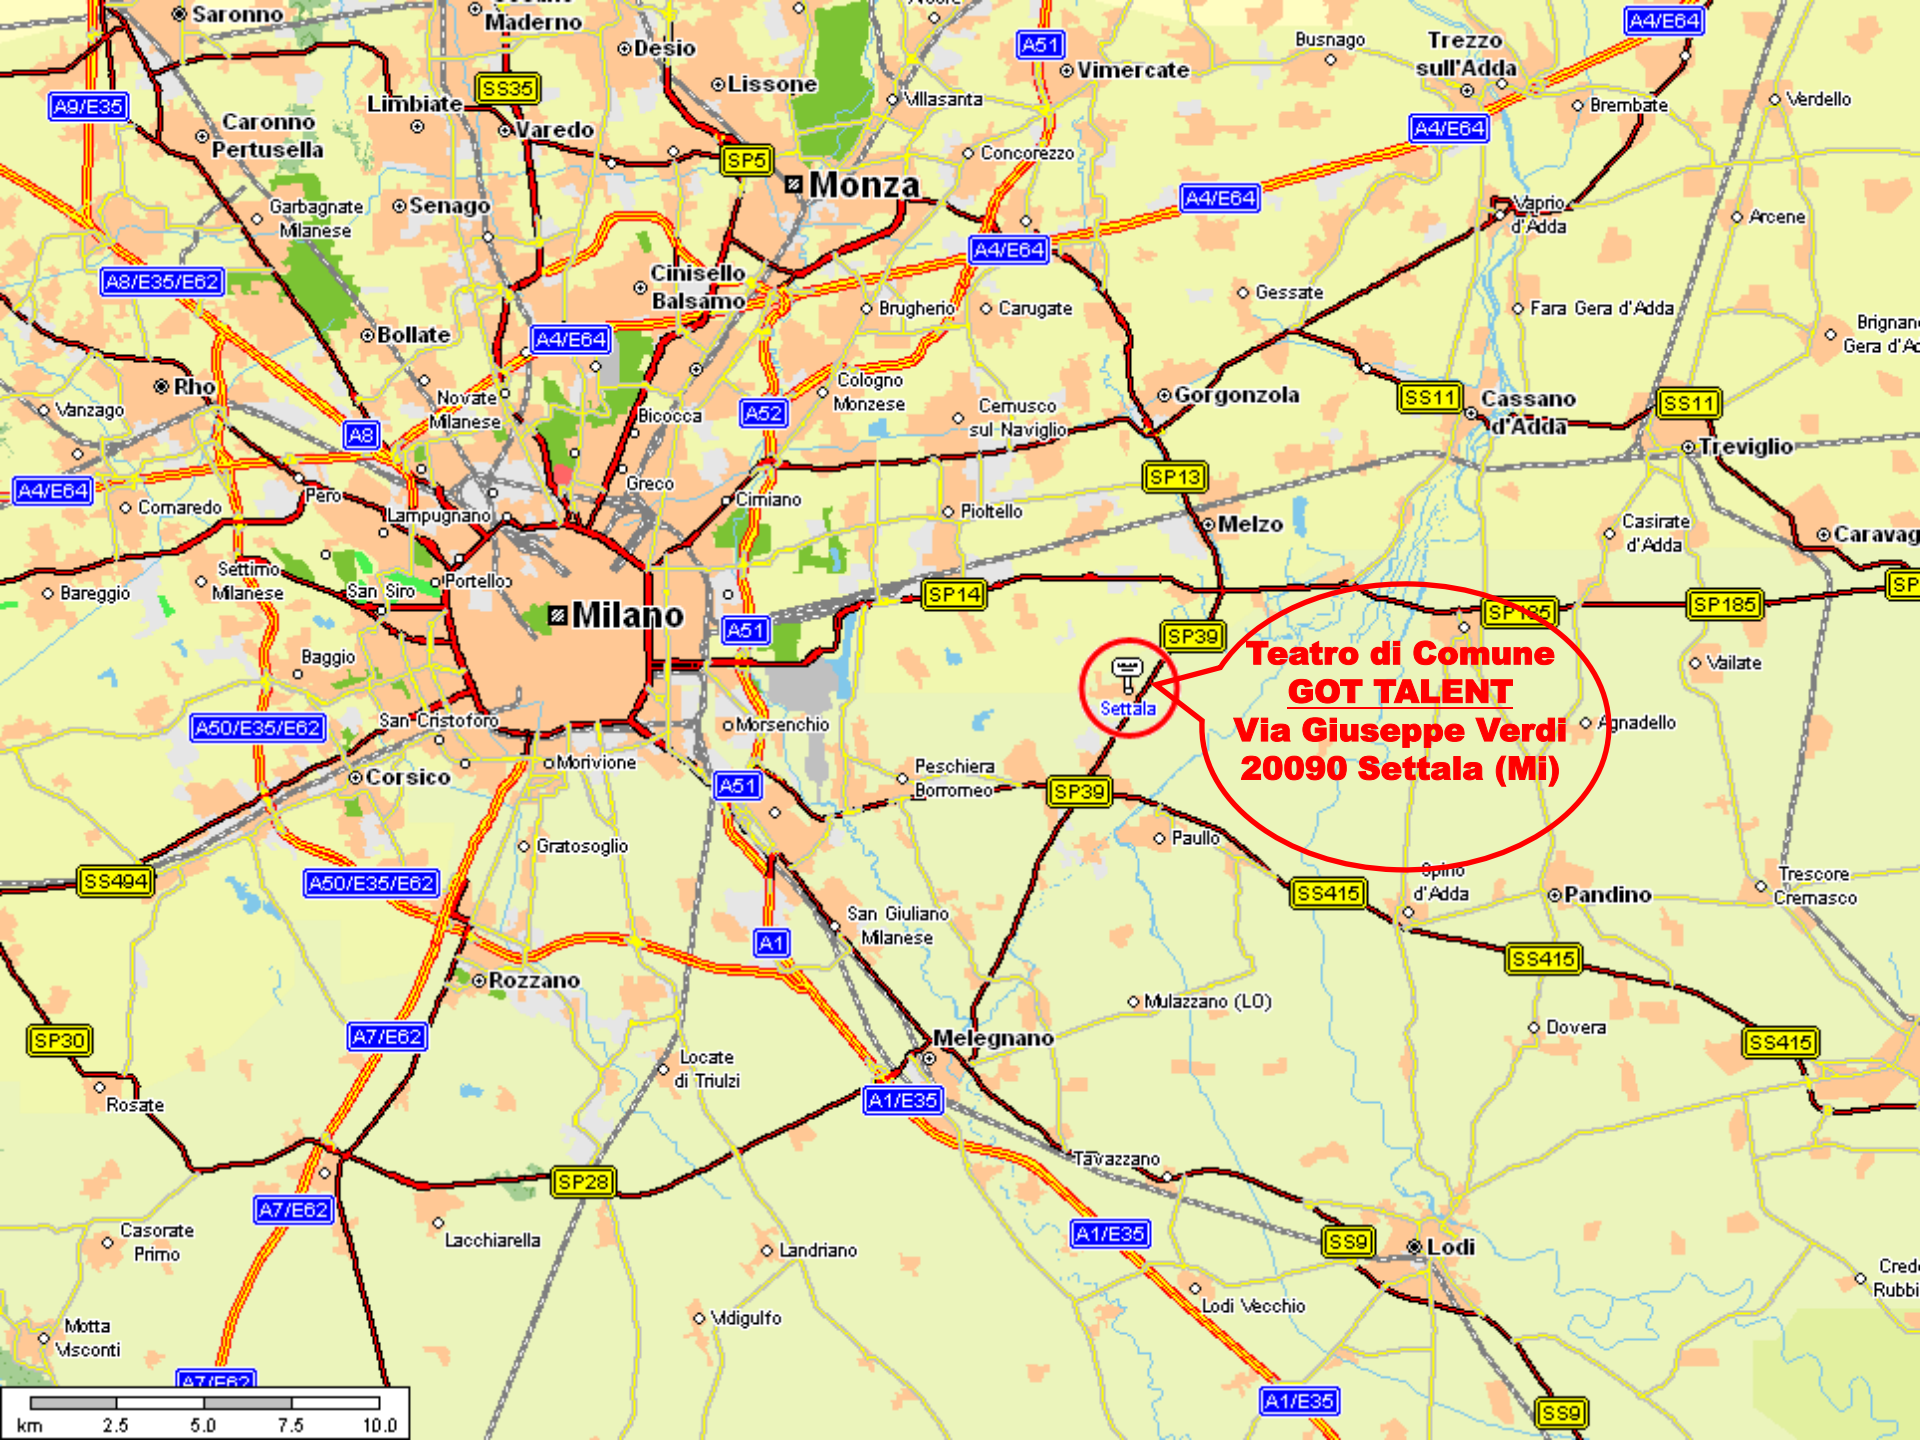 Saronno
Maderno
Desio
Lissone
A51
Vimercate
Busnago
Trezzo
sull'Adda
A4/E64
A9/E35
Limbiate
SS35
Villasanta
Brembate
Verdello
Caronno
Pertusella
Varedo
SP5
Concorezzo
A4/E64
Monza
Garbagnate
Milanese
Senago
A4/E64
Vaprio
d'Adda
Arcene
A8/E35/E62
Cinisello
Balsamo
A4/E64
Gessate
Brugherio
Carugate
Fara Gera d'Adda
Bollate
A4/E64
Gera d'Ad
Rho
Vanzago
Novate
Milanese
Bicocca
A52
Cologno
Monzese
Cernusco
sul Naviglio
Gorgonzola
SS11
Cassano
d'Adda
SS11
Treviglio
A8
A4/E64
Pero
Greco
Cimiano
SP13
Cornaredo
Lampugnano
Pioltello
Melzo
Casirate
d'Adda
Caravag
Settimo
Milanese
Bareggio
San Siro
Portello
SP14
SP185
SP185
SP
Milano
A51
SP39
Baggio
Settala
Teatro di Comune
GOT TALENT
Via Giuseppe Verdi
20090 Settala (Mi)
Vailate
Agnadello
A50/E35/E62
San Cristoforo
Morsenchio
Corsico
Morivione
A51
Peschiera
Borromeo
SP39
Paullo
Gratosoglio
SS494
A50/E35/E62
SS415
Spino
d'Adda
Pandino
Trescore
Cremasco
San Giuliano
Milanese
A1
SS415
Rozzano
Mulazzano (LO)
SP30
A7/E62
Melegnano
Dovera
SS415
Locate
di Triulzi
Rosate
A1/E35
Tavazzano
SP28
A7/E62
Casorate
Primo
Lacchiarella
Landriano
A1/E35
SS9
Lodi
Lodi Vecchio
Vidigulfo
Motta
Visconti
A7/E62
A1/E35
SS9
km 2.5 5.0 7.5 10.0